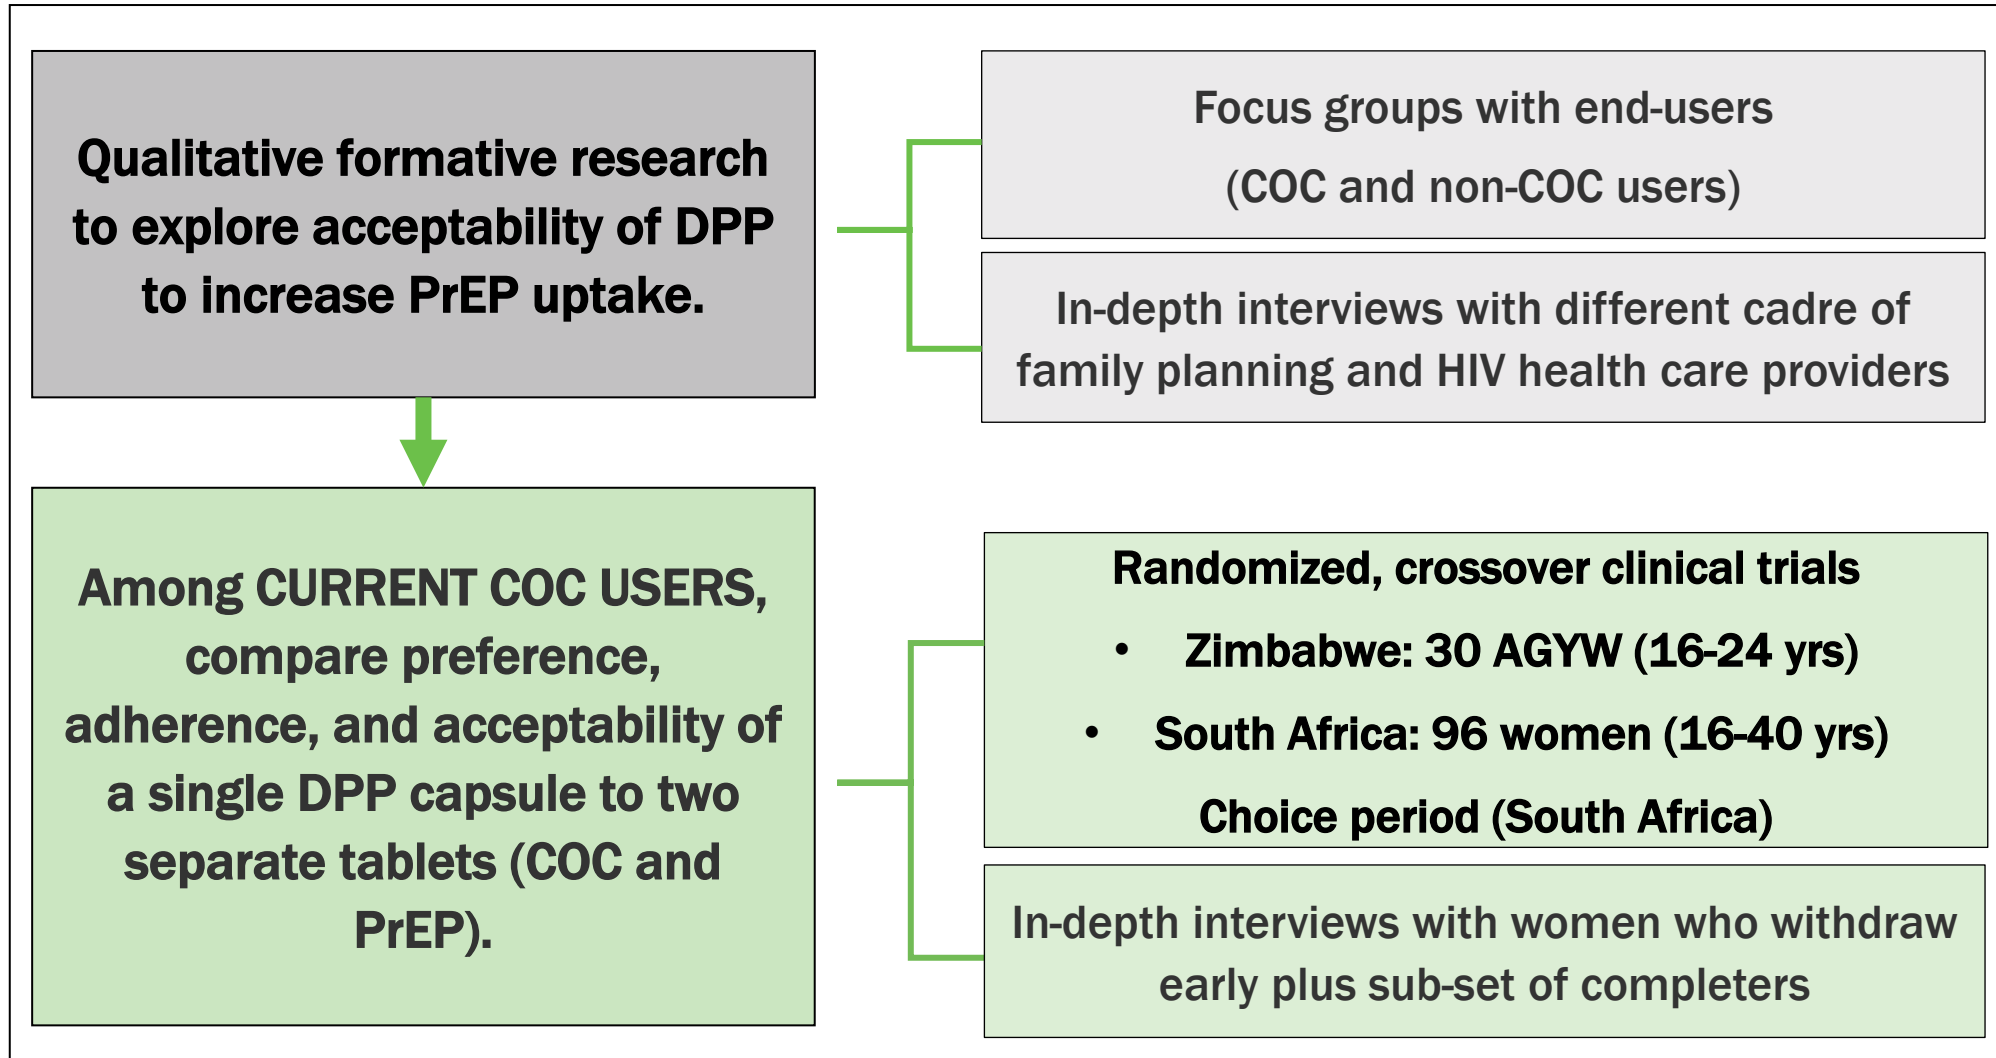 Qualitative formative research
to explore acceptability of DPP
to increase PrEP uptake.
Focus groups with end-users
(COC and non-COC users)
In-depth interviews with different cadre of
family planning and HIV health care providers
Among CURRENT COC USERS,
compare preference,
adherence, and acceptability of
a single DPP capsule to two
separate tablets (COC and
PrEP).
Randomized, crossover clinical trials
• Zimbabwe: 30 AGYW (16-24 yrs)
• South Africa: 96 women (16-40 yrs)
Choice period (South Africa)
In-depth interviews with women who withdraw
early plus sub-set of completers